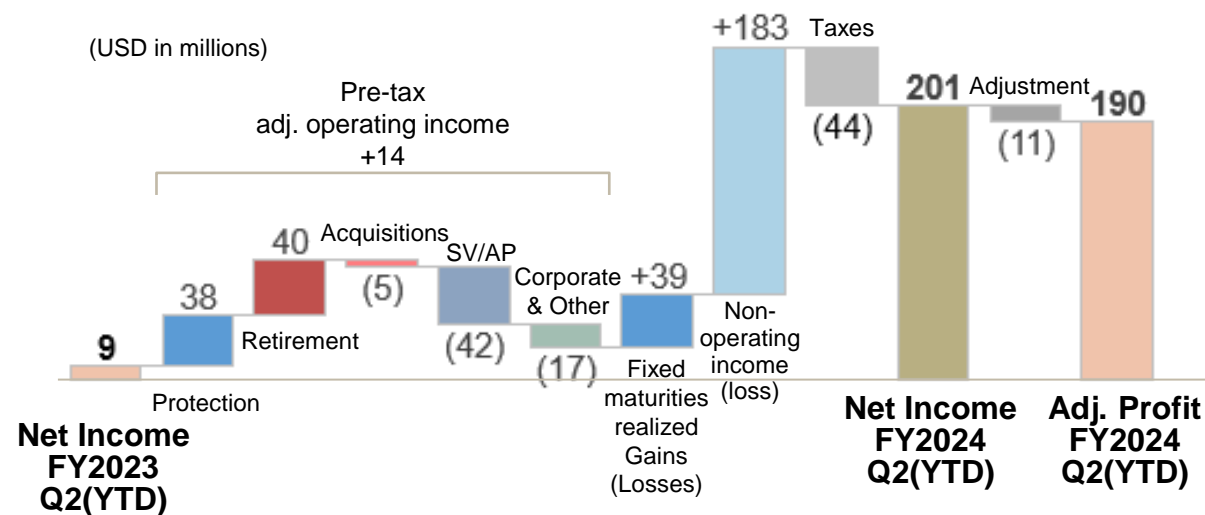 (USD in millions)
Pre-tax
adj. operating income
+14
9
38
Protection
40
Retirement
Acquisitions
(5)
SV/AP
(42)
Corporate
& Other
(17)
+39
Fixed
maturities
realized
Gains
(Losses)
+183
Non-
operating
income
(loss)
Taxes
(44)
201
Adjustment
(11)
190
Net Income
FY2023
Q2(YTD)
Net Income
FY2024
Q2(YTD)
Adj. Profit
FY2024
Q2(YTD)